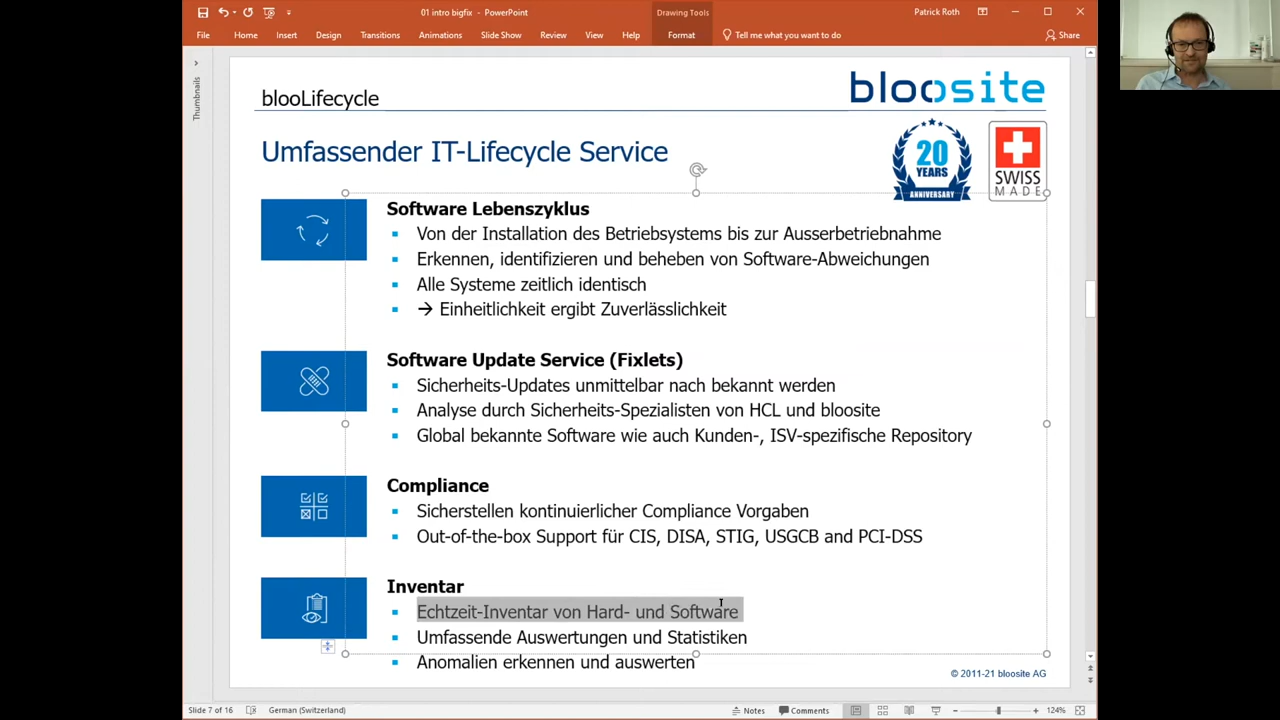 01 intro bigfix - PowerPoint
Drawing Tools
Patrick Roth
File Home Insert Design Transitions Animations Slide Show Review View Help Format Tell me what you want to do Share
Thumbnails
blooLifecycle
bloosite
Umfassender IT-Lifecycle Service
20
YEARS
ANNIVERSARY
SWISS
MADE
Software Lebenszyklus
Von der Installation des Betriebsystems bis zur Ausserbetriebnahme
Erkennen, identifizieren und beheben von Software-Abweichungen
Alle Systeme zeitlich identisch
→ Einheitlichkeit ergibt Zuverlässlichkeit
Software Update Service (Fixlets)
Sicherheits-Updates unmittelbar nach bekannt werden
Analyse durch Sicherheits-Spezialisten von HCL und bloosite
Global bekannte Software wie auch Kunden-, ISV-spezifische Repository
Compliance
Sicherstellen kontinuierlicher Compliance Vorgaben
Out-of-the-box Support für CIS, DISA, STIG, USGCB and PCI-DSS
Inventar
Echtzeit-Inventar von Hard- und Software
Umfassende Auswertungen und Statistiken
Anomalien erkennen und auswerten
© 2011-21 bloosite AG
Slide 7 of 16 German (Switzerland) Notes Comments 124%